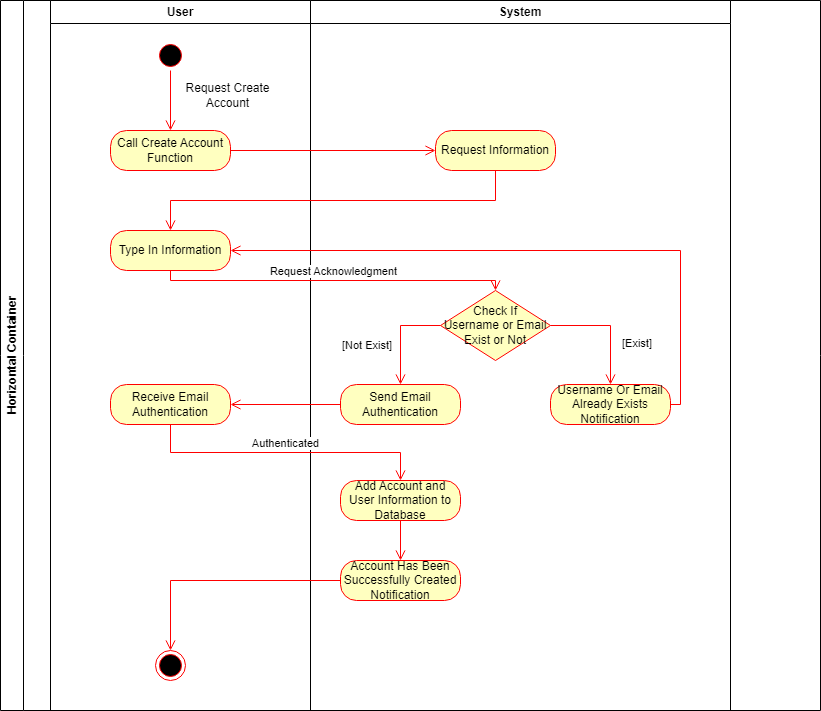 User
System
Request Create
Account
Call Create Account
Function
Request Information
Type In Information
Request Acknowledgment
Check If
Username or Email
Exist or Not
[Not Exist]
[Exist]
Receive Email
Authentication
Send Email
Authentication
Username Or Email
Already Exists
Notification
Authenticated
Add Account and
User Information to
Database
Account Has Been
Successfully Created
Notification
Horizontal Container